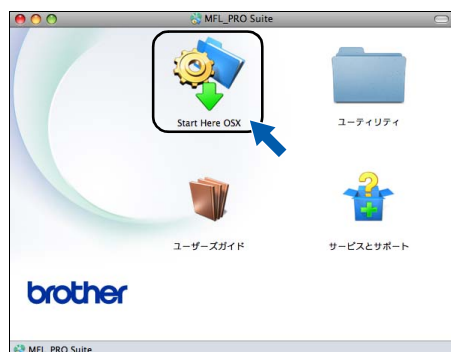 MFL_PRO Suite
Start Here OSX
ユーティリティ
ユーザーズガイド
サービスとサポート
brother
MFL_PRO Suite